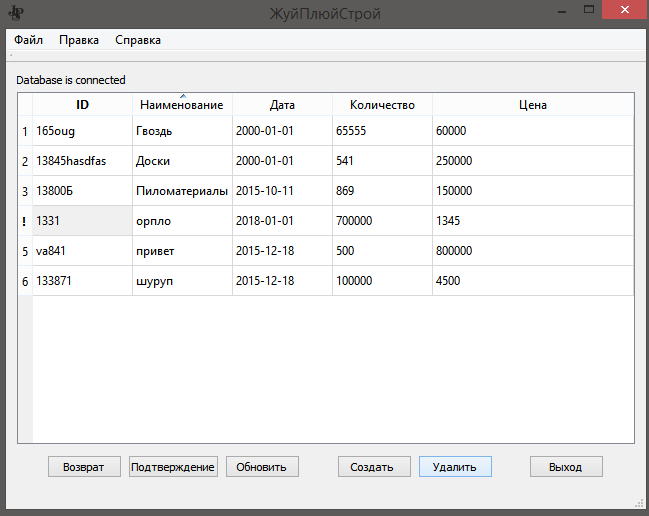 ЖуйПлюйСтрой
Файл Правка Справка
Database is connected
ID Наименование Дата Количество Цена
1 165oug Гвоздь 2000-01-01 65555 60000
2 13845hasdfas Доски 2000-01-01 541 250000
3 13800Б Пиломатериалы 2015-10-11 869 150000
! 1331 орпло 2018-01-01 700000 1345
5 va841 привет 2015-12-18 500 800000
6 133871 шуруп 2015-12-18 100000 4500
Возврат Подтверждение Обновить Создать Удалить Выход